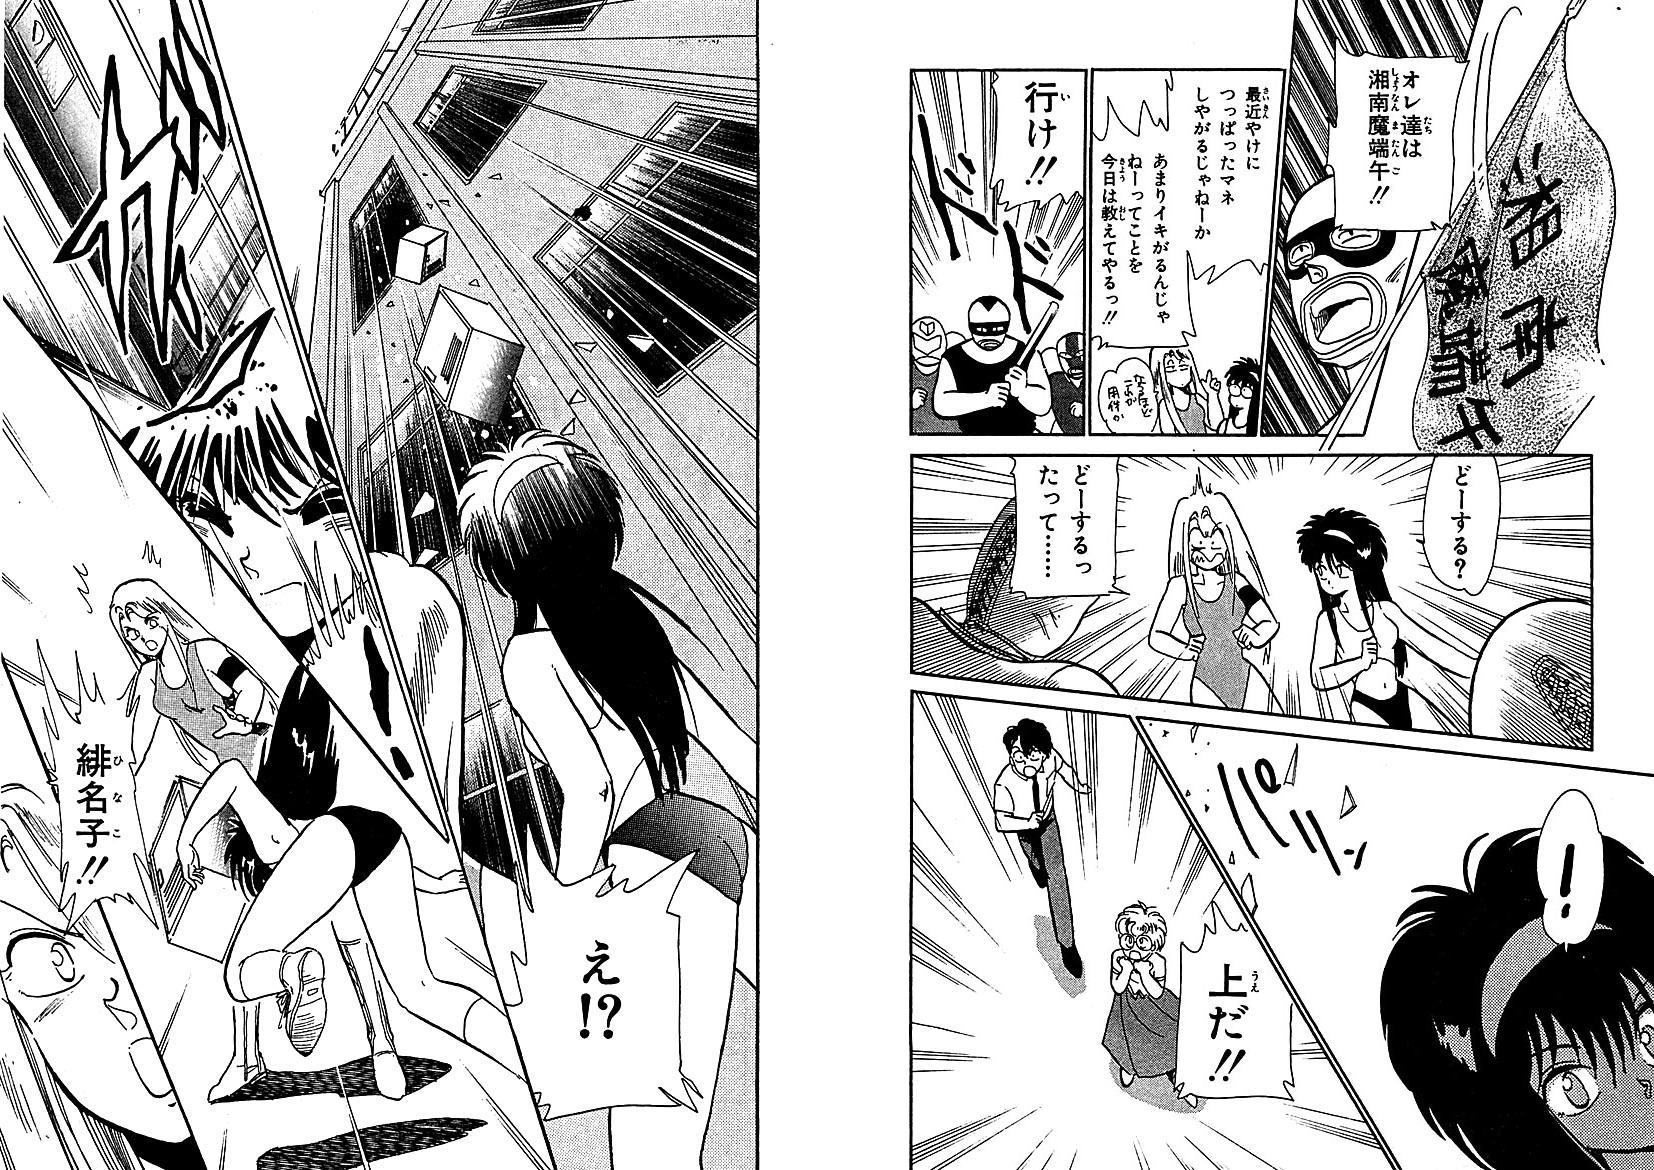 湘南
魔端午
オレ達は
湘南魔端午!!
最近やけに
つっぱったマネ
しやがるじゃねーか
あまりイキがるんじゃ
ねーってことを
今日は教えてやるっ!!
なるほど
これが
用件か
行け!!
ドドド
どーする?
どーするっ
たって……
!
パリン
上だ!!
え!?
ガッ
緋名子!!